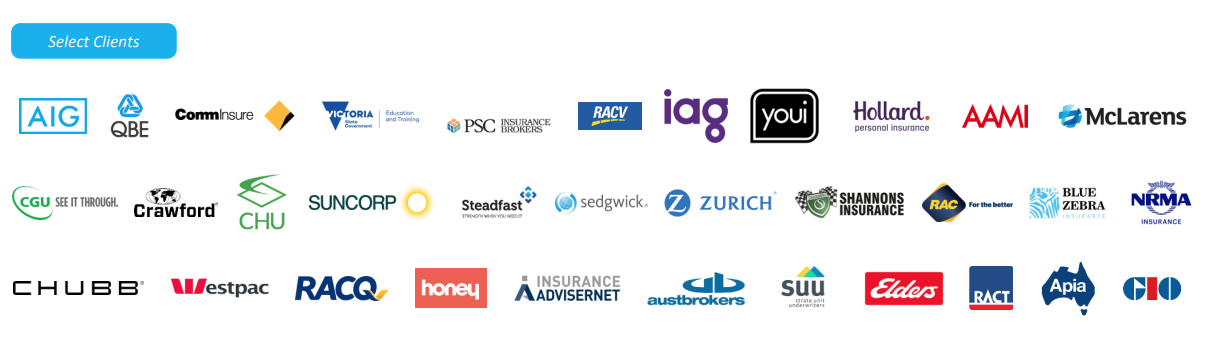 Select Clients
AIG
QBE
CommInsure
VICTORIA
State
Government
Education
and Training
PSC INSURANCE
BROKERS
RACV
iag
youi
Hollard.
personal insurance
AAMI
McLarens
CGU SEE IT THROUGH.
Crawford®
CHU
SUNCORP
Steadfast
STRENGTH WHEN YOU NEED IT
sedgwick®
ZURICH®
SHANNONS
INSURANCE
RAC For the better
BLUE
ZEBRA
INSURANCE
NRMA
INSURANCE
CHUBB®
Westpac
RACQ
honey
INSURANCE
ADVISERNET
austbrokers
suu
strata unit
underwriters
Elders
RACT
Apia
GIO